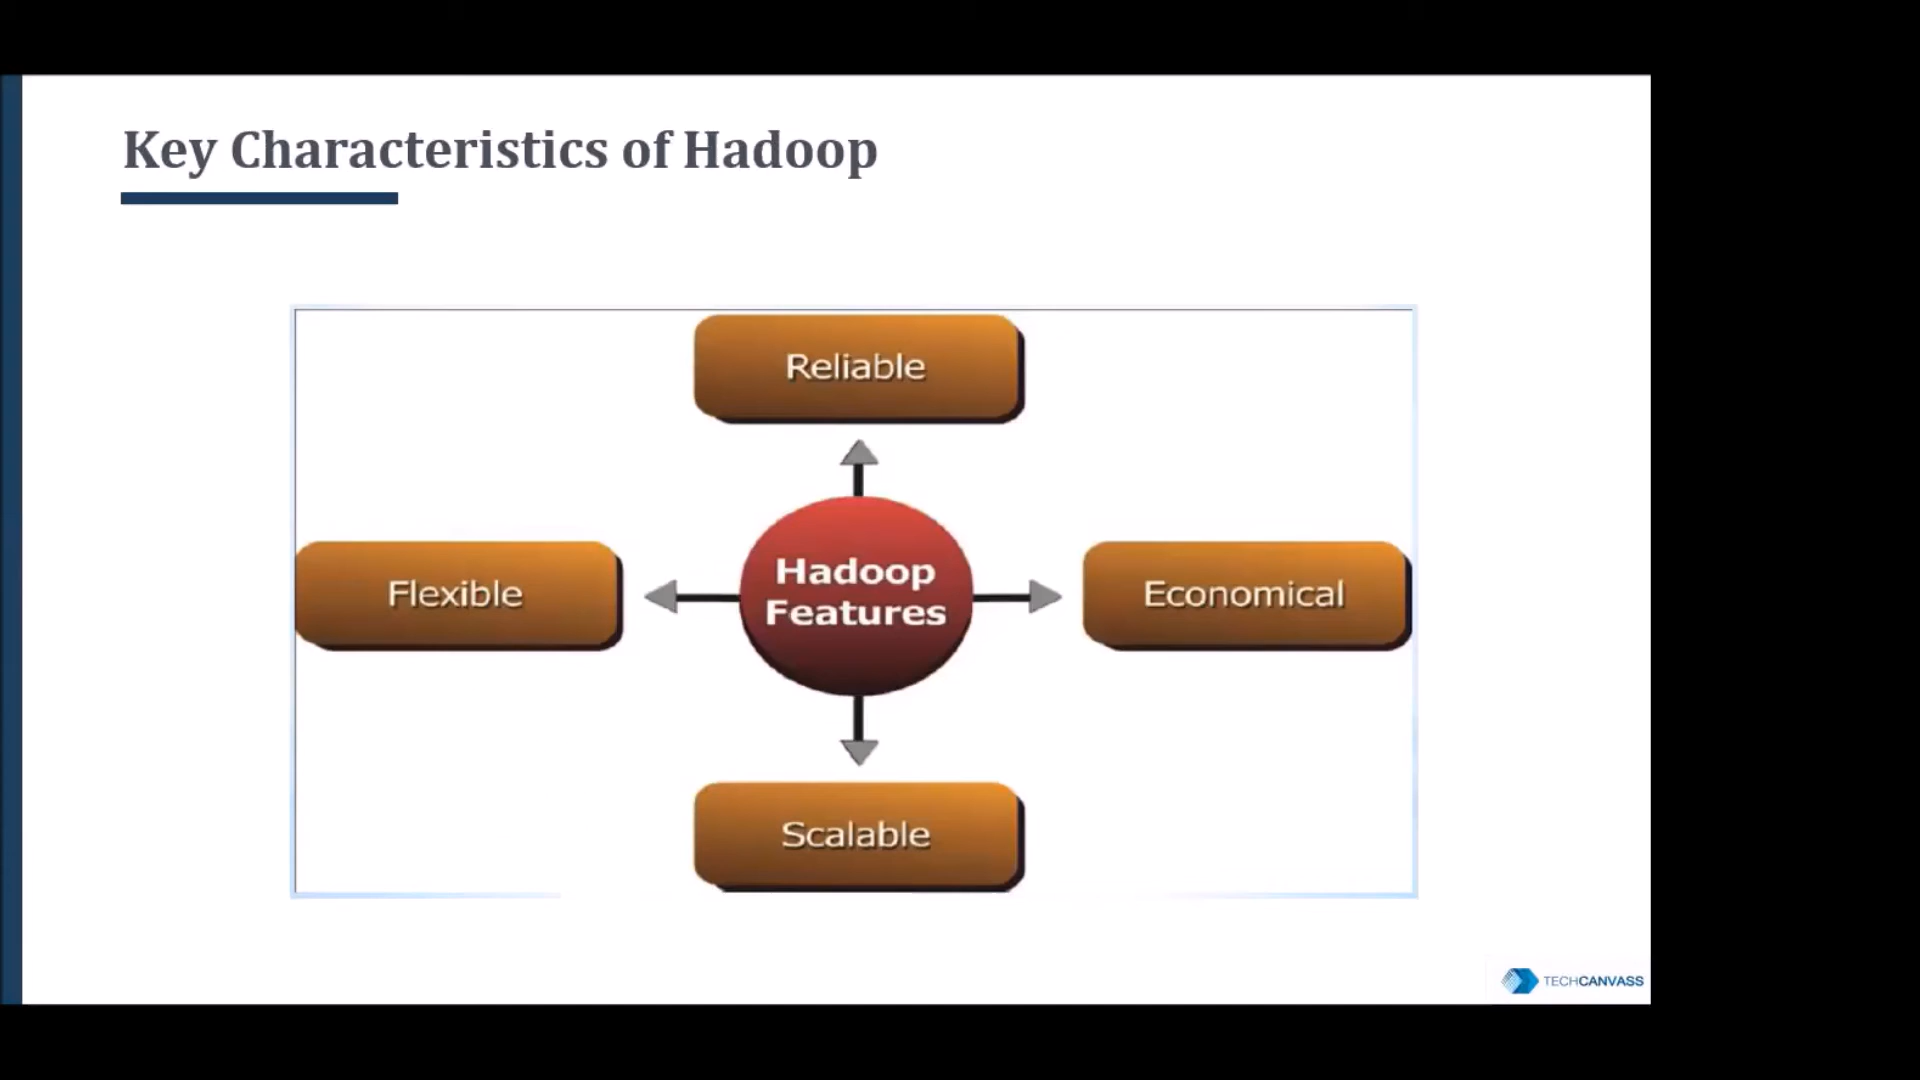 Key Characteristics of Hadoop
Reliable
Flexible
Hadoop
Features
Economical
Scalable
TECHCANVASS